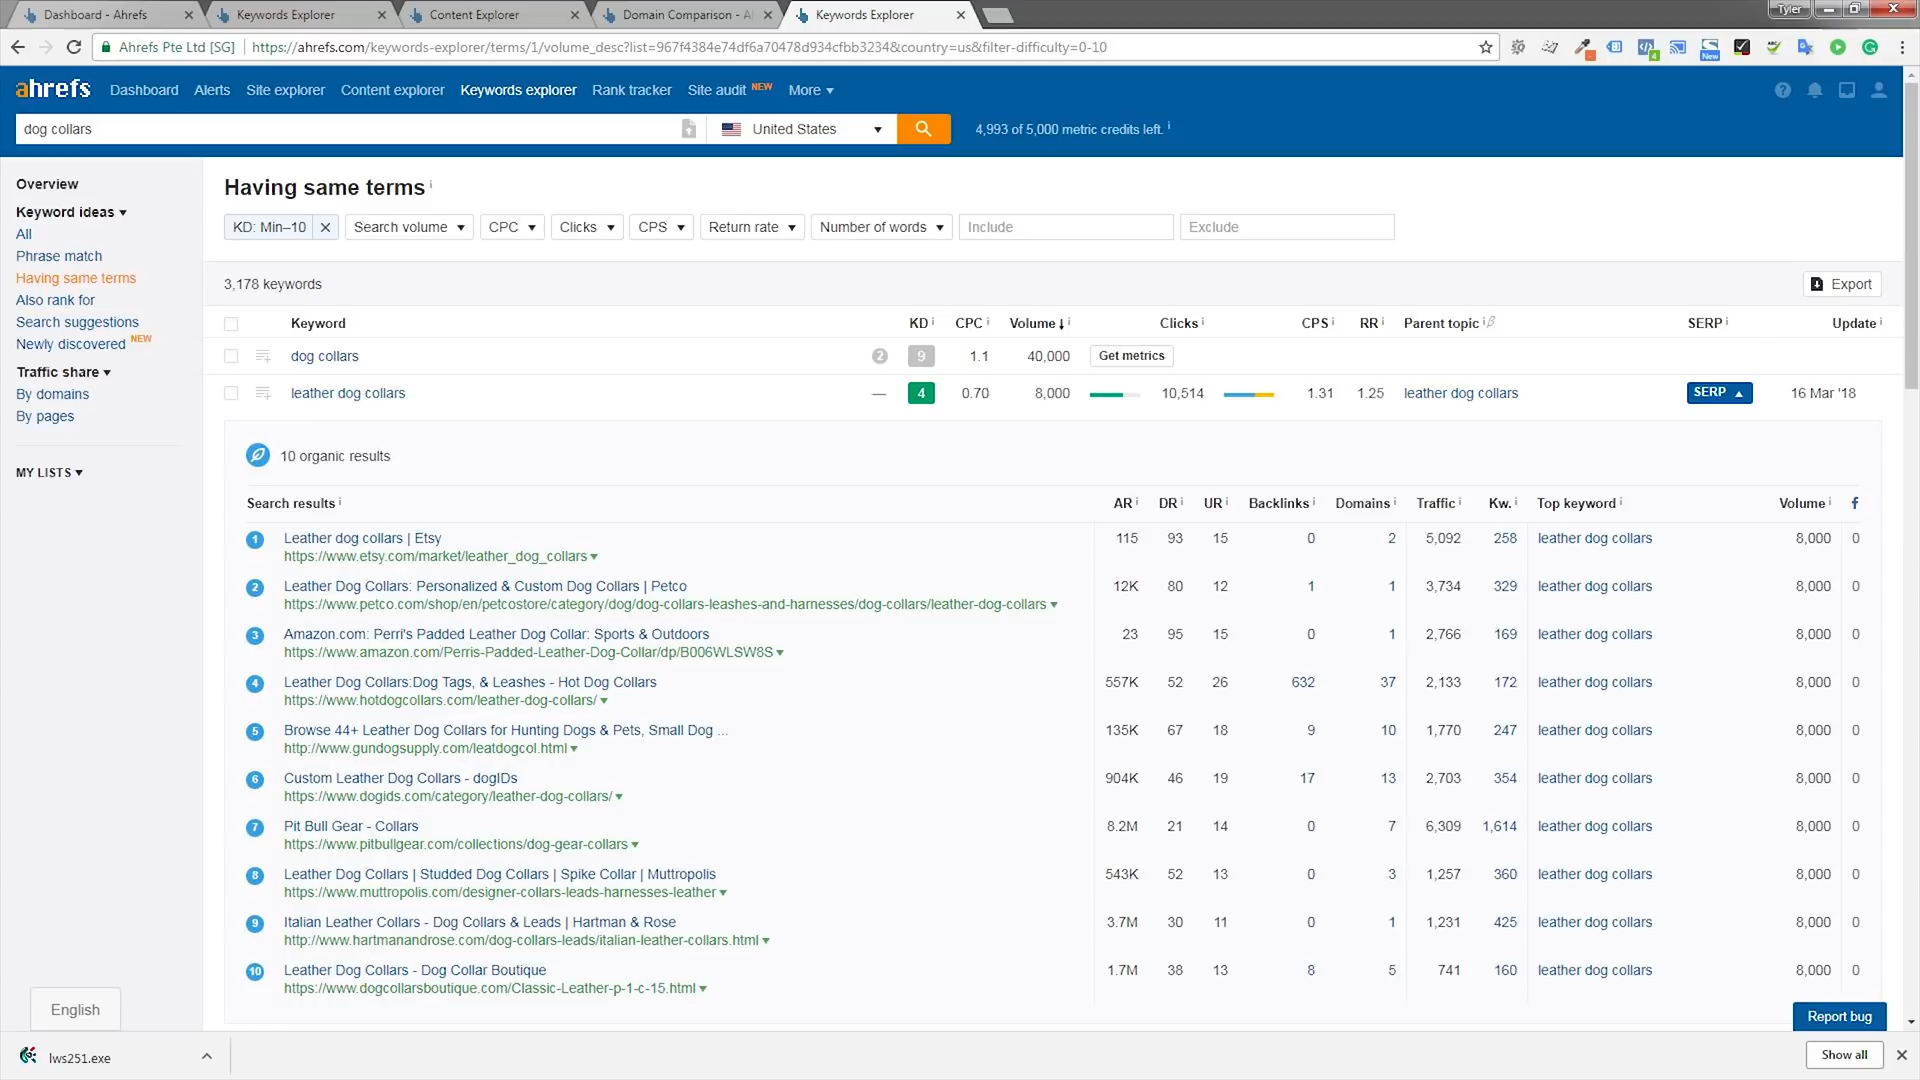 Dashboard - Ahrefs
Keywords Explorer
Content Explorer
Domain Comparison - A
Keywords Explorer
Tyler
Ahrefs Pte Ltd [SG]
https://ahrefs.com/keywords-explorer/terms/1/volume_desc?list=967f4384e74df6a70478d934cfbb3234&country=us&filter-difficulty=0-10
ahrefs
Dashboard Alerts Site explorer Content explorer Keywords explorer Rank tracker Site audit NEW More
dog collars
United States
4,993 of 5,000 metric credits left.
Overview
Keyword ideas
All
Phrase match
Having same terms
Also rank for
Search suggestions
Newly discovered NEW
Traffic share
By domains
By pages
MY LISTS
Having same terms
KD: Min–10 Search volume CPC Clicks CPS Return rate Number of words Include Exclude
3,178 keywords
Export
Keyword KD CPC Volume Clicks CPS RR Parent topic SERP Update
dog collars 2 9 1.1 40,000 Get metrics
leather dog collars — 4 0.70 8,000 10,514 1.31 1.25 leather dog collars SERP 16 Mar '18
10 organic results
Search results AR DR UR Backlinks Domains Traffic Kw. Top keyword Volume f
1 Leather dog collars | Etsy 115 93 15 0 2 5,092 258 leather dog collars 8,000 0
https://www.etsy.com/market/leather_dog_collars
2 Leather Dog Collars: Personalized & Custom Dog Collars | Petco 12K 80 12 1 1 3,734 329 leather dog collars 8,000 0
https://www.petco.com/shop/en/petcostore/category/dog/dog-collars-leashes-and-harnesses/dog-collars/leather-dog-collars
3 Amazon.com: Perri's Padded Leather Dog Collar: Sports & Outdoors 23 95 15 0 1 2,766 169 leather dog collars 8,000 0
https://www.amazon.com/Perris-Padded-Leather-Dog-Collar/dp/B006WLSW8S
4 Leather Dog Collars:Dog Tags, & Leashes - Hot Dog Collars 557K 52 26 632 37 2,133 172 leather dog collars 8,000 0
https://www.hotdogcollars.com/leather-dog-collars/
5 Browse 44+ Leather Dog Collars for Hunting Dogs & Pets, Small Dog ... 135K 67 18 9 10 1,770 247 leather dog collars 8,000 0
http://www.gundogsupply.com/leatdogcol.html
6 Custom Leather Dog Collars - dogIDs 904K 46 19 17 13 2,703 354 leather dog collars 8,000 0
https://www.dogids.com/category/leather-dog-collars/
7 Pit Bull Gear - Collars 8.2M 21 14 0 7 6,309 1,614 leather dog collars 8,000 0
https://www.pitbullgear.com/collections/dog-gear-collars
8 Leather Dog Collars | Studded Dog Collars | Spike Collar | Muttropolis 543K 52 13 0 3 1,257 360 leather dog collars 8,000 0
https://www.muttropolis.com/designer-collars-leads-harnesses-leather
9 Italian Leather Collars - Dog Collars & Leads | Hartman & Rose 3.7M 30 11 0 1 1,231 425 leather dog collars 8,000 0
http://www.hartmanandrose.com/dog-collars-leads/italian-leather-collars.html
10 Leather Dog Collars - Dog Collar Boutique 1.7M 38 13 8 5 741 160 leather dog collars 8,000 0
https://www.dogcollarsboutique.com/Classic-Leather-p-1-c-15.html
English
Report bug
lws251.exe
Show all